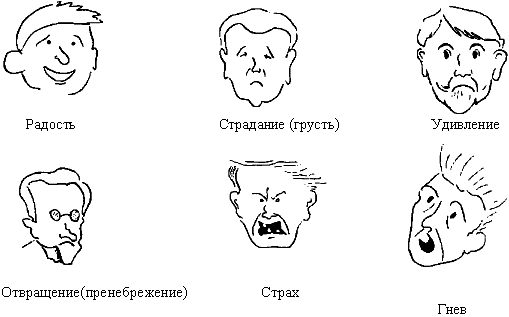 Радость
Страдание (грусть)
Удивление
Отвращение(пренебрежение)
Страх
Гнев